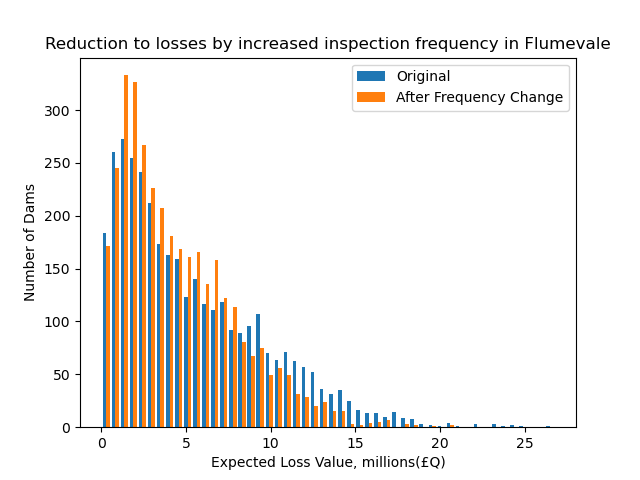 Reduction to losses by increased inspection frequency in Flumevale
Original
After Frequency Change
Number of Dams
300
250
200
150
100
50
0
0 5 10 15 20 25
Expected Loss Value, millions(£Q)